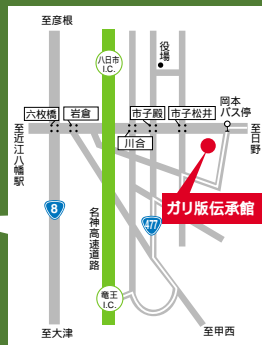 至彦根
八日市
I.C.
役場
岡本
バス停
六枚橋
岩倉
市子殿
市子松井
川合
至近江八幡駅
至日野
ガリ版伝承館
8
477
名神高速道路
竜王
I.C.
至大津
至甲西